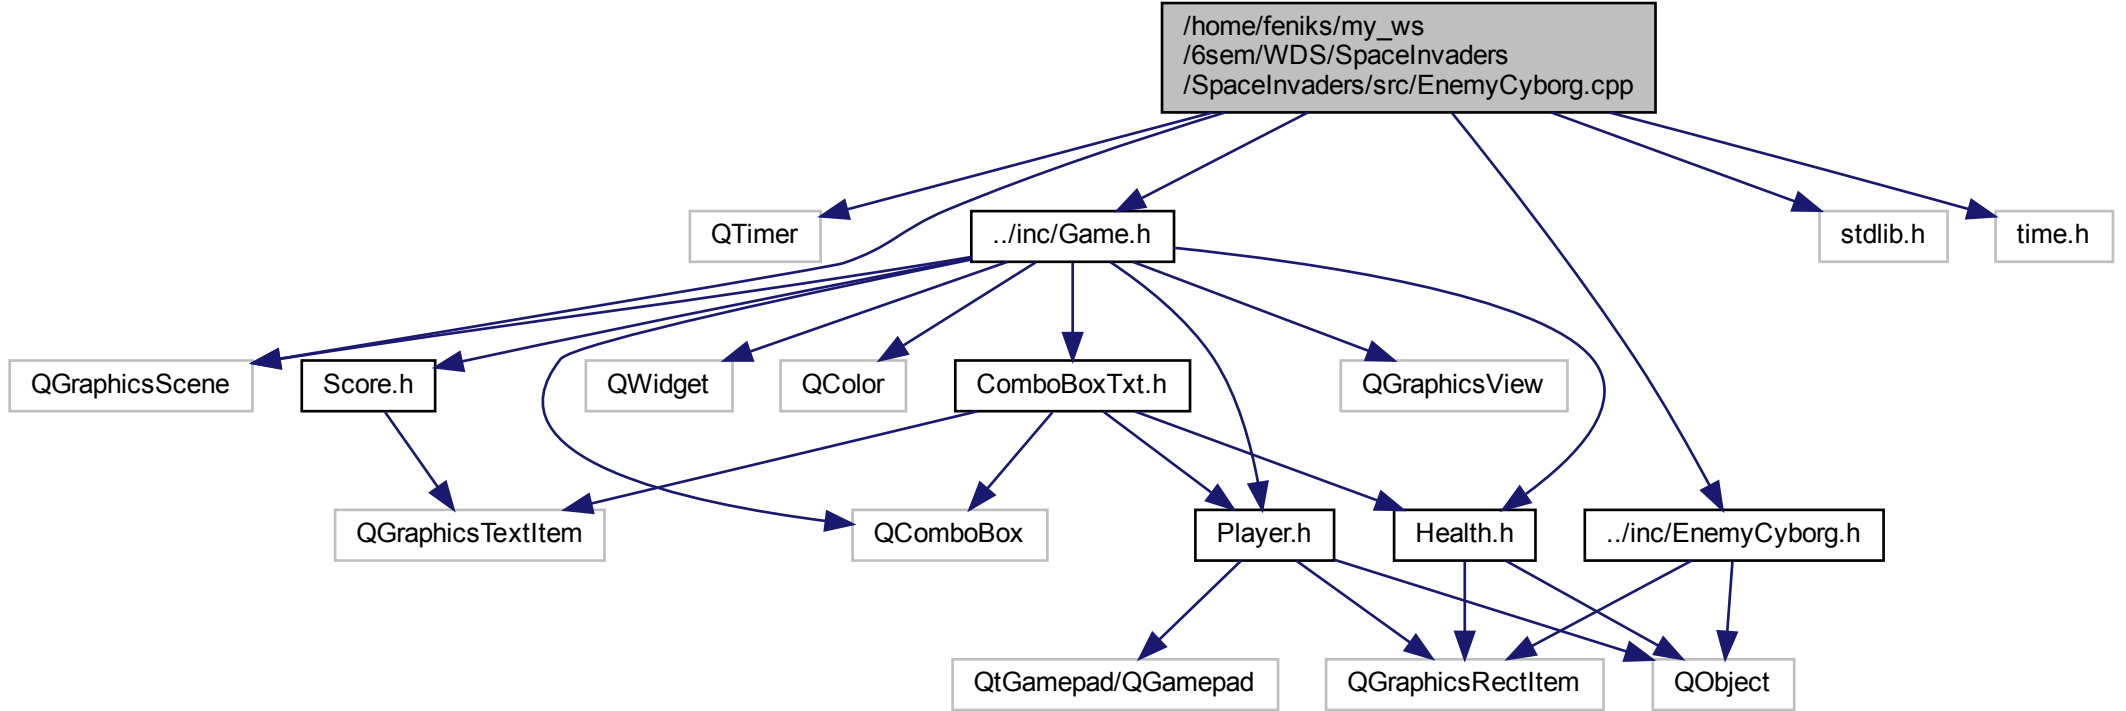 /home/feniks/my_ws
/6sem/WDS/SpaceInvaders
/SpaceInvaders/src/EnemyCyborg.cpp
QTimer
../inc/Game.h
stdlib.h
time.h
QGraphicsScene
Score.h
QWidget
QColor
ComboBoxTxt.h
QGraphicsView
QGraphicsTextItem
QComboBox
Player.h
Health.h
../inc/EnemyCyborg.h
QtGamepad/QGamepad
QGraphicsRectItem
QObject